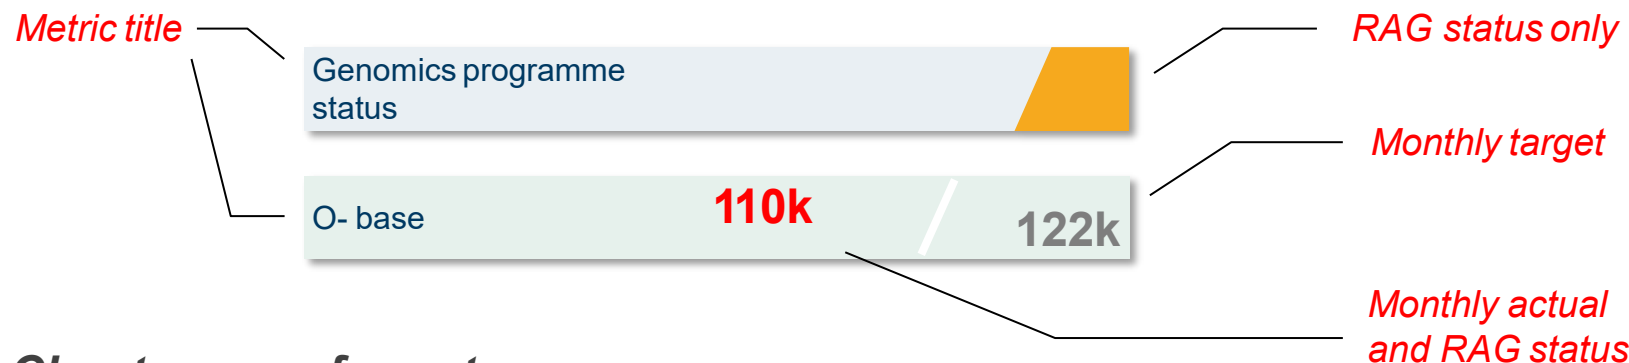 Metric title
RAG status only
Genomics programme
status
Monthly target
O- base
110k
/
122k
Monthly actual
and RAG status